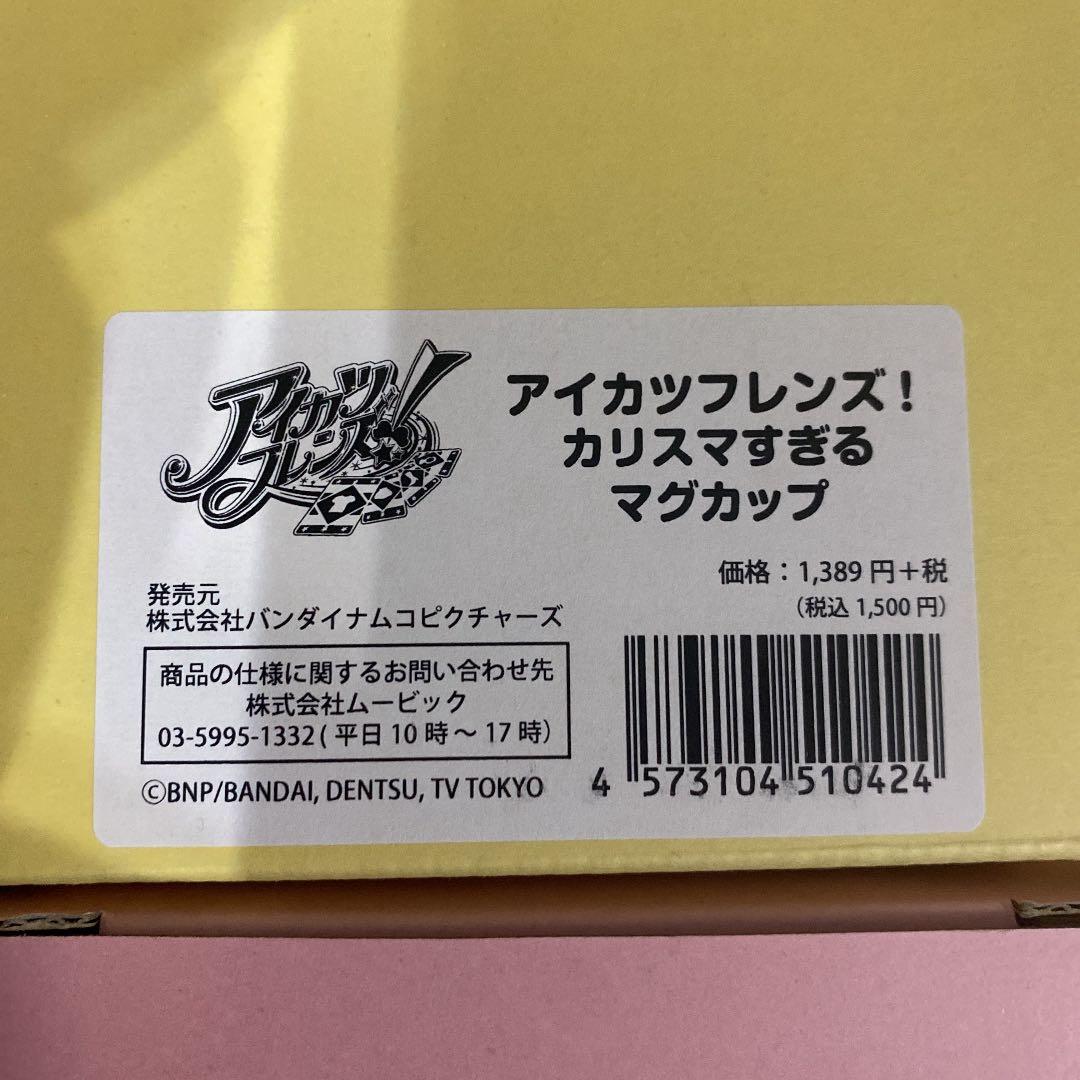 アイカツ
フレンズ!
アイカツフレンズ!
カリスマすぎる
マグカップ
価格:1,389円+税
(税込1,500円)
発売元
株式会社バンダイナムコピクチャーズ
商品の仕様に関するお問い合わせ先
株式会社ムービック
03-5995-1332( 平日10時~17時)
©BNP/BANDAI, DENTSU, TV TOKYO
4 573104 510424